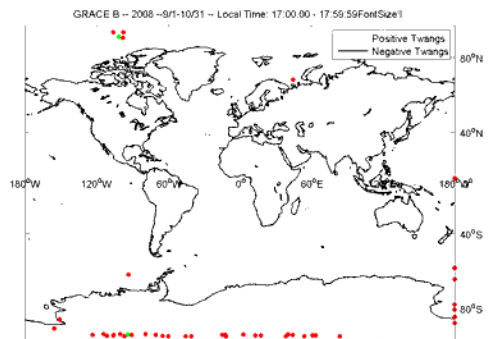 GRACE B -- 2008 --9/1-10/31 -- Local Time: 17:00:00 - 17:59:59FontSize'l
Positive Twangs
Negative Twangs
80°N
40°N
180°W 120°W 60°W 0° 60°E 120°E 180°W
40°S
80°S